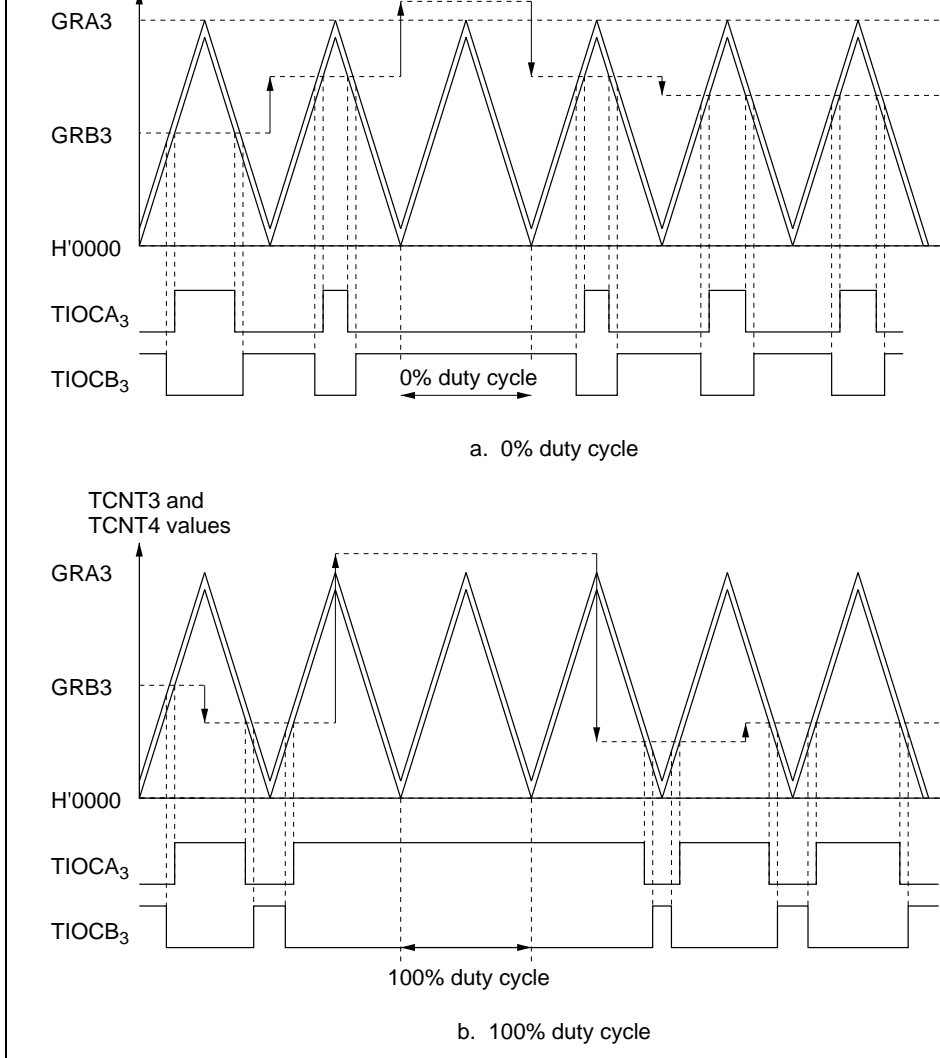 GRA3
GRB3
H'0000
TIOCA3
TIOCB3
0% duty cycle
a. 0% duty cycle
TCNT3 and
TCNT4 values
GRA3
GRB3
H'0000
TIOCA3
TIOCB3
100% duty cycle
b. 100% duty cycle